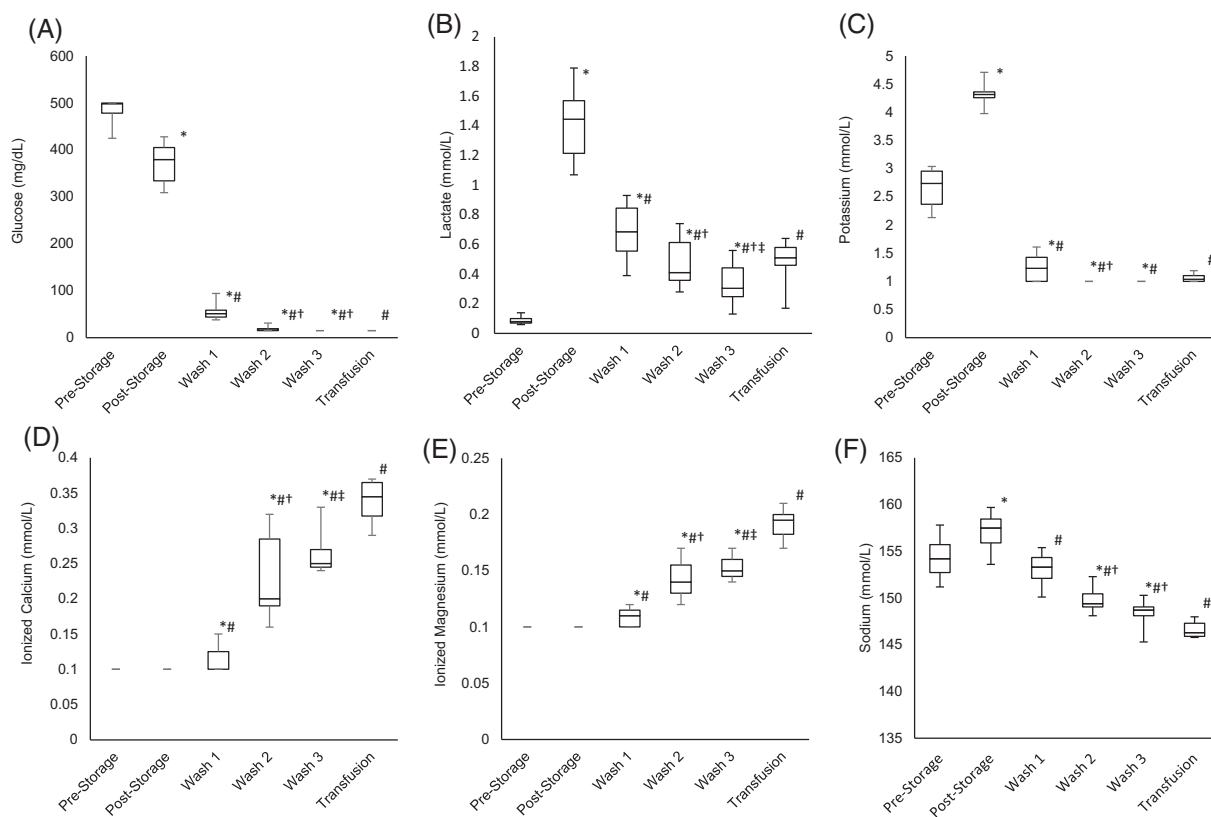 (A)
Glucose (mg/dL)
600
500
400
300
200
100
0
*
*#
*#†
*#†
#
Pre-Storage
Post-Storage
Wash 1
Wash 2
Wash 3
Transfusion
(B)
Lactate (mmol/L)
2
1.8
1.6
1.4
1.2
1
0.8
0.6
0.4
0.2
0
*
*#
*#†
*#†‡
#
Pre-Storage
Post-Storage
Wash 1
Wash 2
Wash 3
Transfusion
(C)
Potassium (mmol/L)
5
4.5
4
3.5
3
2.5
2
1.5
1
0.5
0
*
*#
*#†
*#
#
Pre-Storage
Post-Storage
Wash 1
Wash 2
Wash 3
Transfusion
(D)
Ionized Calcium (mmol/L)
0.4
0.35
0.3
0.25
0.2
0.15
0.1
0.05
0
*#
*#†
*#‡
#
Pre-Storage
Post-Storage
Wash 1
Wash 2
Wash 3
Transfusion
(E)
Ionized Magnesium (mmol/L)
0.25
0.2
0.15
0.1
0.05
0
*#
*#†
*#‡
#
Pre-Storage
Post-Storage
Wash 1
Wash 2
Wash 3
Transfusion
(F)
Sodium (mmol/L)
165
160
155
150
145
140
135
*
#
*#†
*#†
#
Pre-Storage
Post-Storage
Wash 1
Wash 2
Wash 3
Transfusion